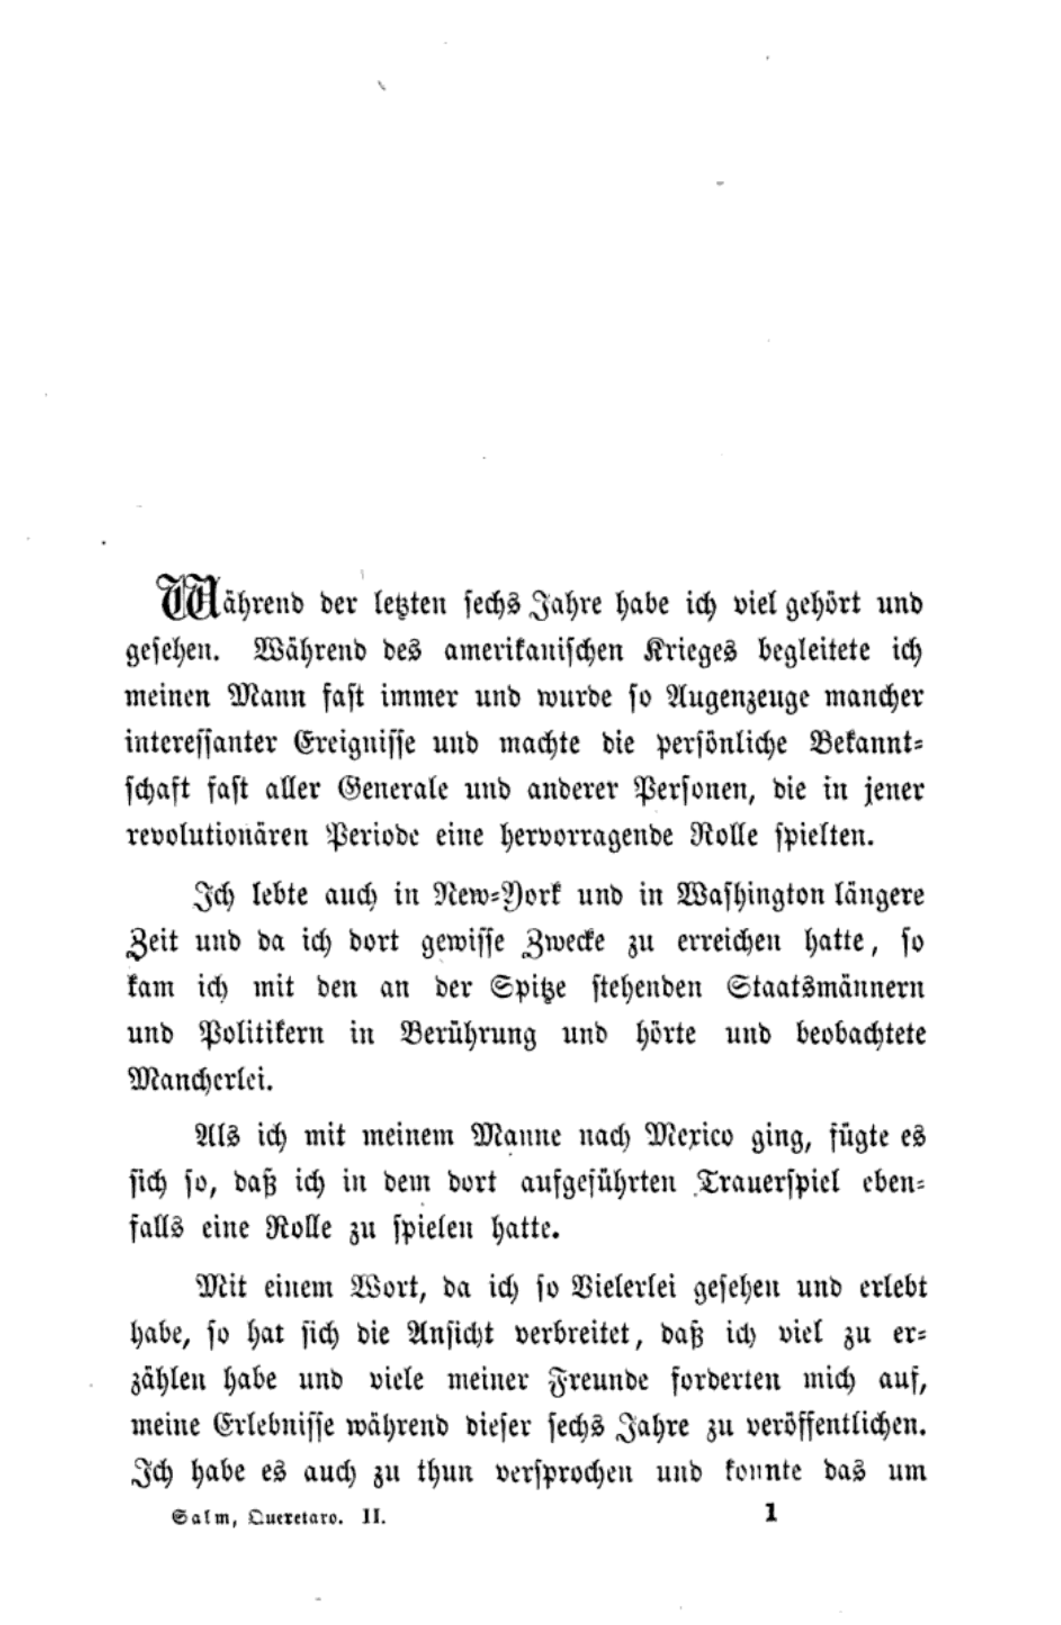 Während der letzten sechs Jahre habe ich viel gehört und
gesehen. Während des amerikanischen Krieges begleitete ich
meinen Mann fast immer und wurde so Augenzeuge mancher
interessanter Ereignisse und machte die persönliche Bekannt-
schaft fast aller Generale und anderer Personen, die in jener
revolutionären Periode eine hervorragende Rolle spielten.
Ich lebte auch in New-York und in Washington längere
Zeit und da ich dort gewisse Zwecke zu erreichen hatte, so
kam ich mit den an der Spitze stehenden Staatsmännern
und Politikern in Berührung und hörte und beobachtete
Mancherlei.
Als ich mit meinem Manne nach Mexico ging, fügte es
sich so, daß ich in dem dort aufgeführten Trauerspiel eben-
falls eine Rolle zu spielen hatte.
Mit einem Wort, da ich so Vielerlei gesehen und erlebt
habe, so hat sich die Ansicht verbreitet, daß ich viel zu er-
zählen habe und viele meiner Freunde forderten mich auf,
meine Erlebnisse während dieser sechs Jahre zu veröffentlichen.
Ich habe es auch zu thun versprochen und konnte das um
Salm, Queretaro. II. 1